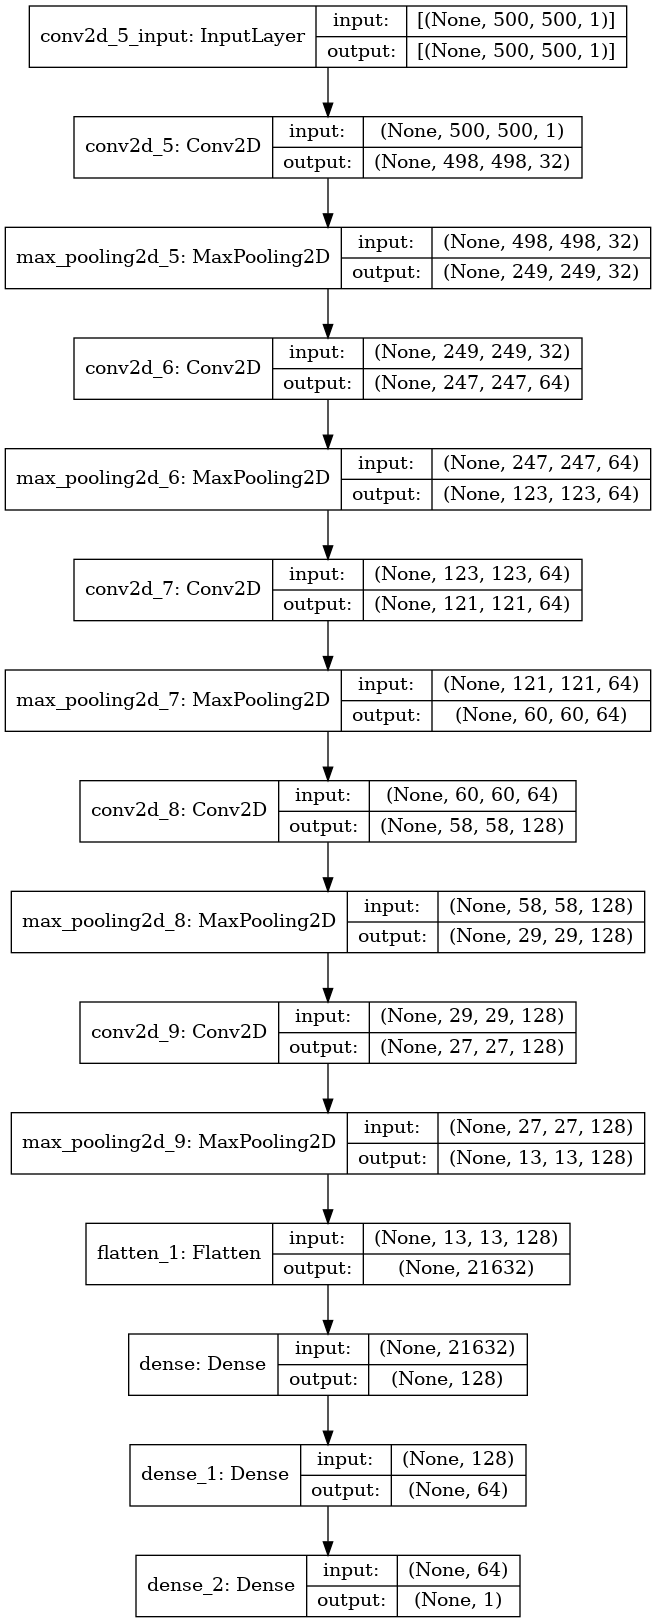 conv2d_5_input: InputLayer
input: [(None, 500, 500, 1)]
output: [(None, 500, 500, 1)]
conv2d_5: Conv2D
input: (None, 500, 500, 1)
output: (None, 498, 498, 32)
max_pooling2d_5: MaxPooling2D
input: (None, 498, 498, 32)
output: (None, 249, 249, 32)
conv2d_6: Conv2D
input: (None, 249, 249, 32)
output: (None, 247, 247, 64)
max_pooling2d_6: MaxPooling2D
input: (None, 247, 247, 64)
output: (None, 123, 123, 64)
conv2d_7: Conv2D
input: (None, 123, 123, 64)
output: (None, 121, 121, 64)
max_pooling2d_7: MaxPooling2D
input: (None, 121, 121, 64)
output: (None, 60, 60, 64)
conv2d_8: Conv2D
input: (None, 60, 60, 64)
output: (None, 58, 58, 128)
max_pooling2d_8: MaxPooling2D
input: (None, 58, 58, 128)
output: (None, 29, 29, 128)
conv2d_9: Conv2D
input: (None, 29, 29, 128)
output: (None, 27, 27, 128)
max_pooling2d_9: MaxPooling2D
input: (None, 27, 27, 128)
output: (None, 13, 13, 128)
flatten_1: Flatten
input: (None, 13, 13, 128)
output: (None, 21632)
dense: Dense
input: (None, 21632)
output: (None, 128)
dense_1: Dense
input: (None, 128)
output: (None, 64)
dense_2: Dense
input: (None, 64)
output: (None, 1)